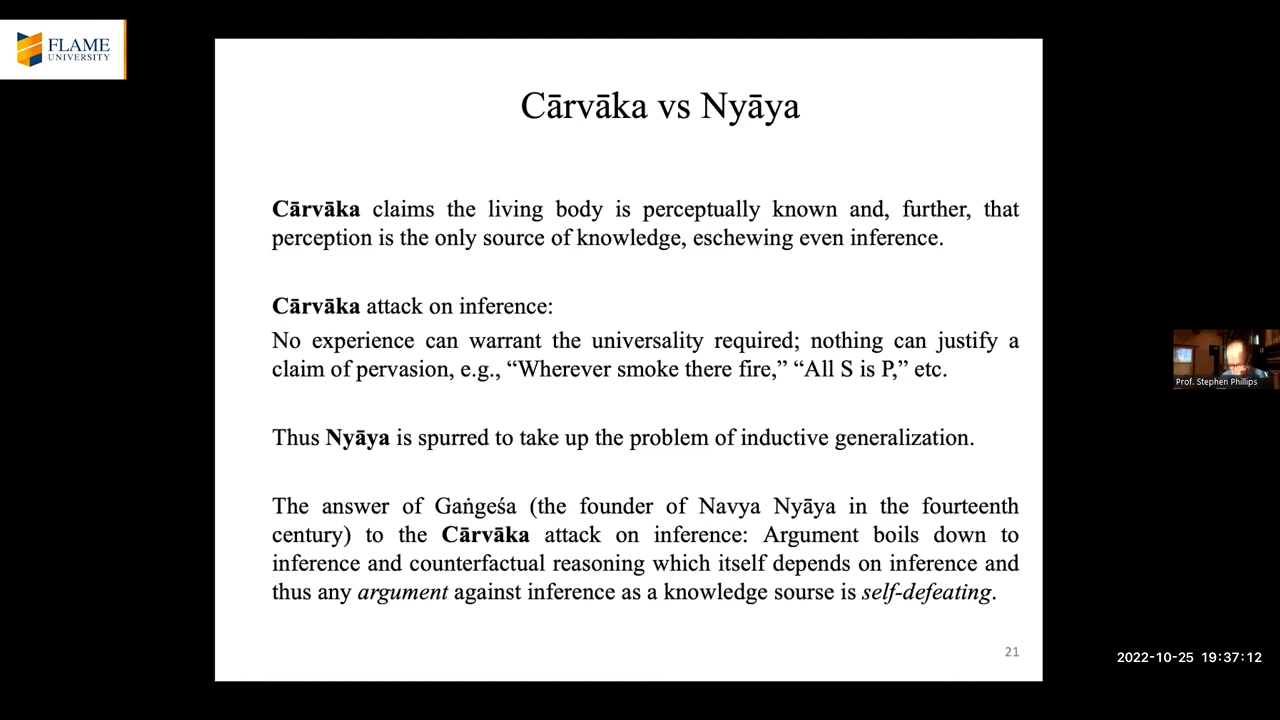 FLAME
UNIVERSITY
Cārvāka vs Nyāya
Cārvāka claims the living body is perceptually known and, further, that
perception is the only source of knowledge, eschewing even inference.
Cārvāka attack on inference:
No experience can warrant the universality required; nothing can justify a
claim of pervasion, e.g., “Wherever smoke there fire,” “All S is P,” etc.
Thus Nyāya is spurred to take up the problem of inductive generalization.
The answer of Gaṅgeśa (the founder of Navya Nyāya in the fourteenth
century) to the Cārvāka attack on inference: Argument boils down to
inference and counterfactual reasoning which itself depends on inference and
thus any argument against inference as a knowledge sourse is self-defeating.
21
Prof. Stephen Phillips
2022-10-25 19:37:12